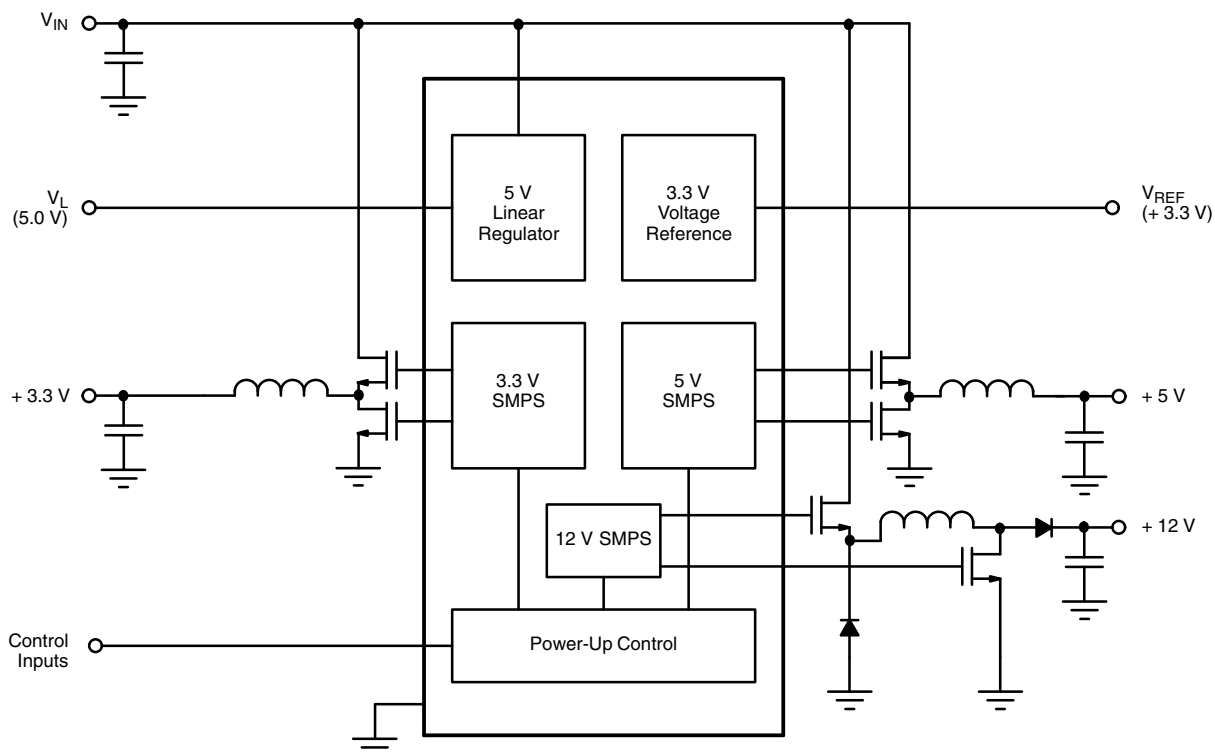 V_IN
V_L
(5.0 V)
5 V
Linear
Regulator
3.3 V
Voltage
Reference
V_REF
(+ 3.3 V)
+ 3.3 V
3.3 V
SMPS
5 V
SMPS
+ 5 V
12 V SMPS
+ 12 V
Control
Inputs
Power-Up Control